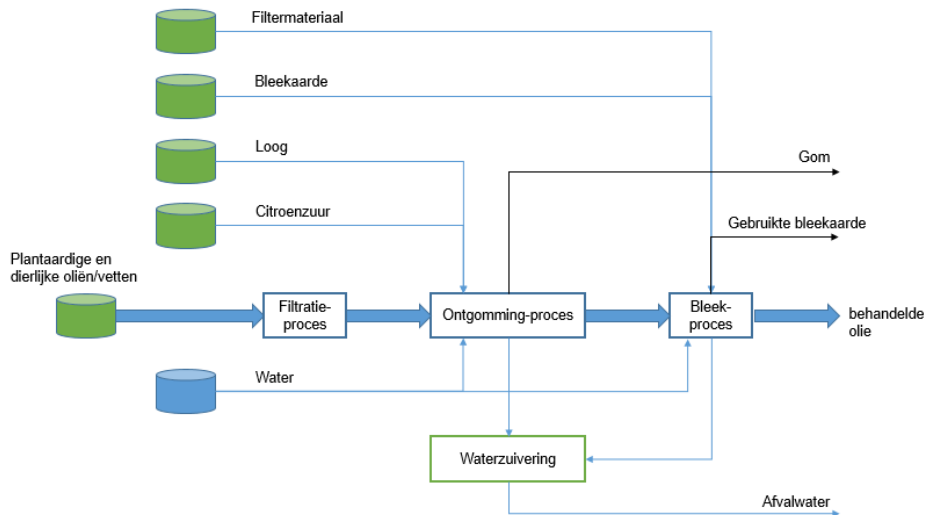 Filtermateriaal
Bleekaarde
Loog
Gom
Citroenzuur
Gebruikte bleekaarde
Plantaardige en
dierlijke oliën/vetten
Filtratie-
proces
Ontgomming-proces
Bleek-
proces
behandelde
olie
Water
Waterzuivering
Afvalwater